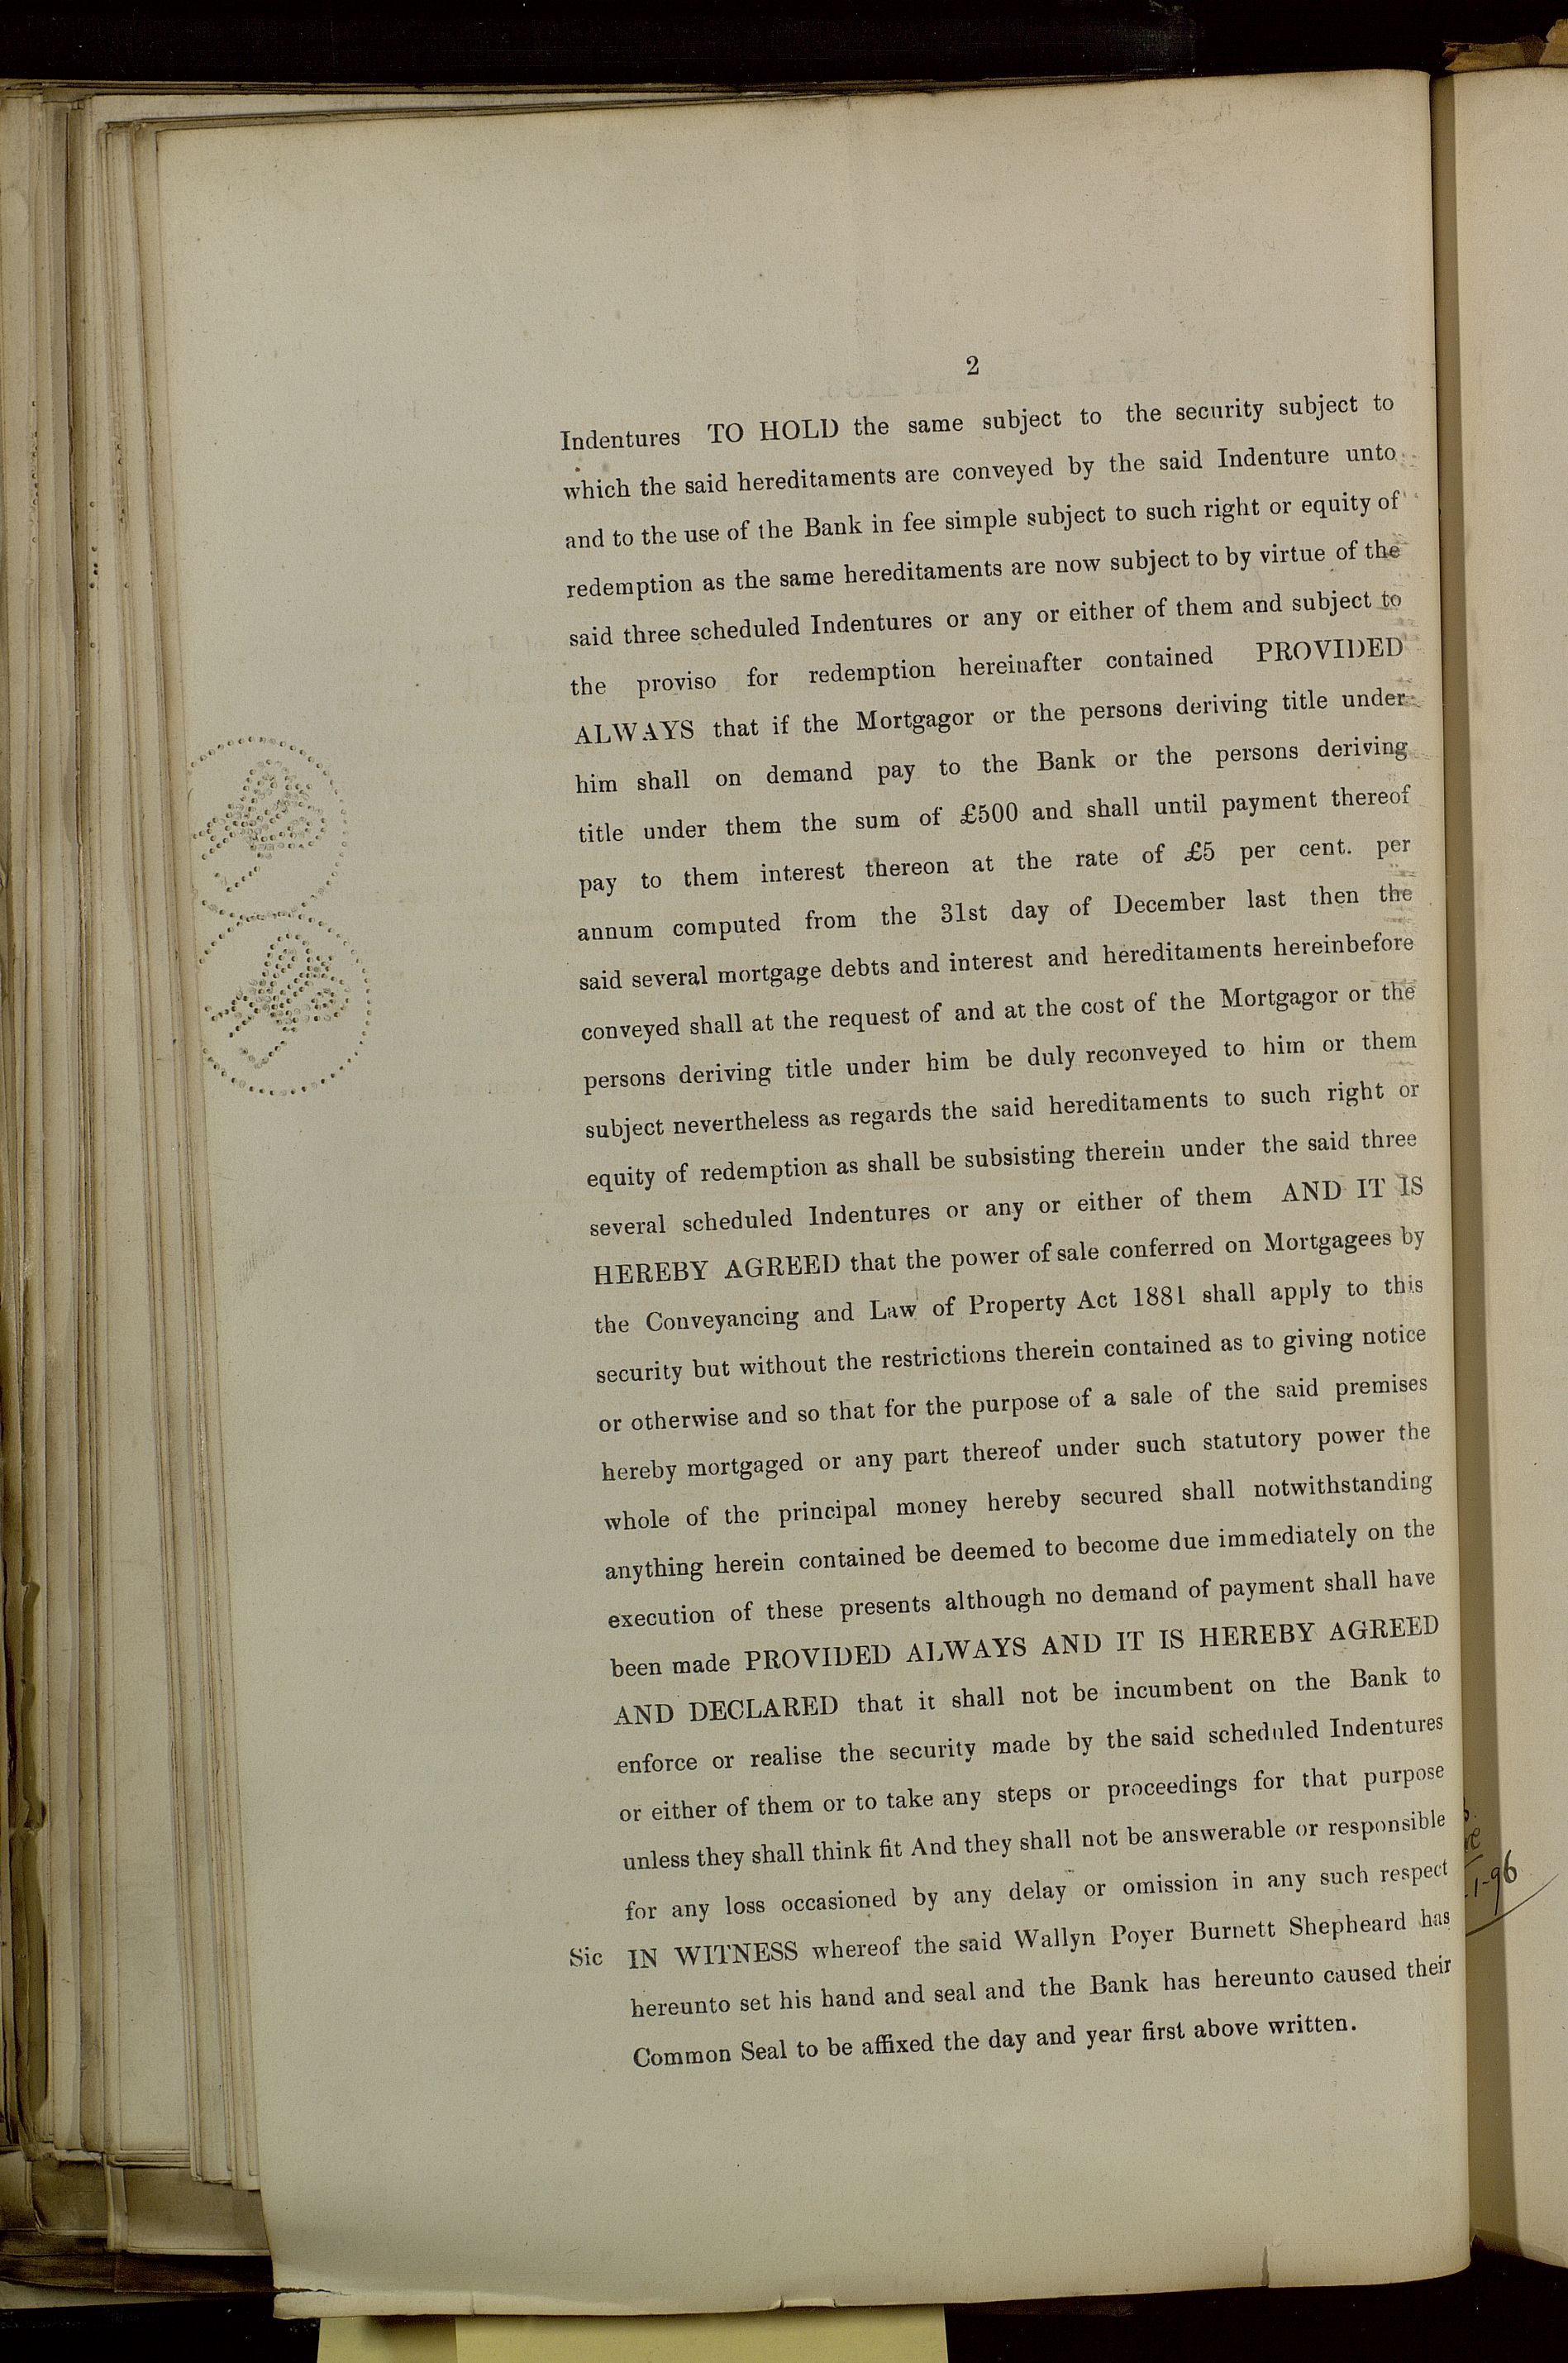 2
Indentures TO HOLD the same subject to the security subject to
which the said hereditaments are conveyed by the said Indenture unto
and to the use of the Bank in fee simple subject to such right or equity of
redemption as the same hereditaments are now subject to by virtue of the
said three scheduled Indentures or any or either of them and subject to
the proviso for redemption hereinafter contained PROVIDED
ALWAYS that if the Mortgagor or the persons deriving title under
him shall on demand pay to the Bank or the persons deriving
title under them the sum of £500 and shall until payment thereof
pay to them interest thereon at the rate of £5 per cent. per
annum computed from the 31st day of December last then the
said several mortgage debts and interest and hereditaments hereinbefore
conveyed shall at the request of and at the cost of the Mortgagor or the
persons deriving title under him be duly reconveyed to him or them
subject nevertheless as regards the said hereditaments to such right or
equity of redemption as shall be subsisting therein under the said three
several scheduled Indentures or any or either of them AND IT IS
HEREBY AGREED that the power of sale conferred on Mortgagees by
the Conveyancing and Law of Property Act 1881 shall apply to this
security but without the restrictions therein contained as to giving notice
or otherwise and so that for the purpose of a sale of the said premises
hereby mortgaged or any part thereof under such statutory power the
whole of the principal money hereby secured shall notwithstanding
anything herein contained be deemed to become due immediately on the
execution of these presents although no demand of payment shall have
been made PROVIDED ALWAYS AND IT IS HEREBY AGREED
AND DECLARED that it shall not be incumbent on the Bank to
enforce or realise the security made by the said scheduled Indentures
or either of them or to take any steps or proceedings for that purpose
unless they shall think fit And they shall not be answerable or responsible
for any loss occasioned by any delay or omission in any such respect
Sic IN WITNESS whereof the said Wallyn Poyer Burnett Shepheard has
hereunto set his hand and seal and the Bank has hereunto caused their
Common Seal to be affixed the day and year first above written.